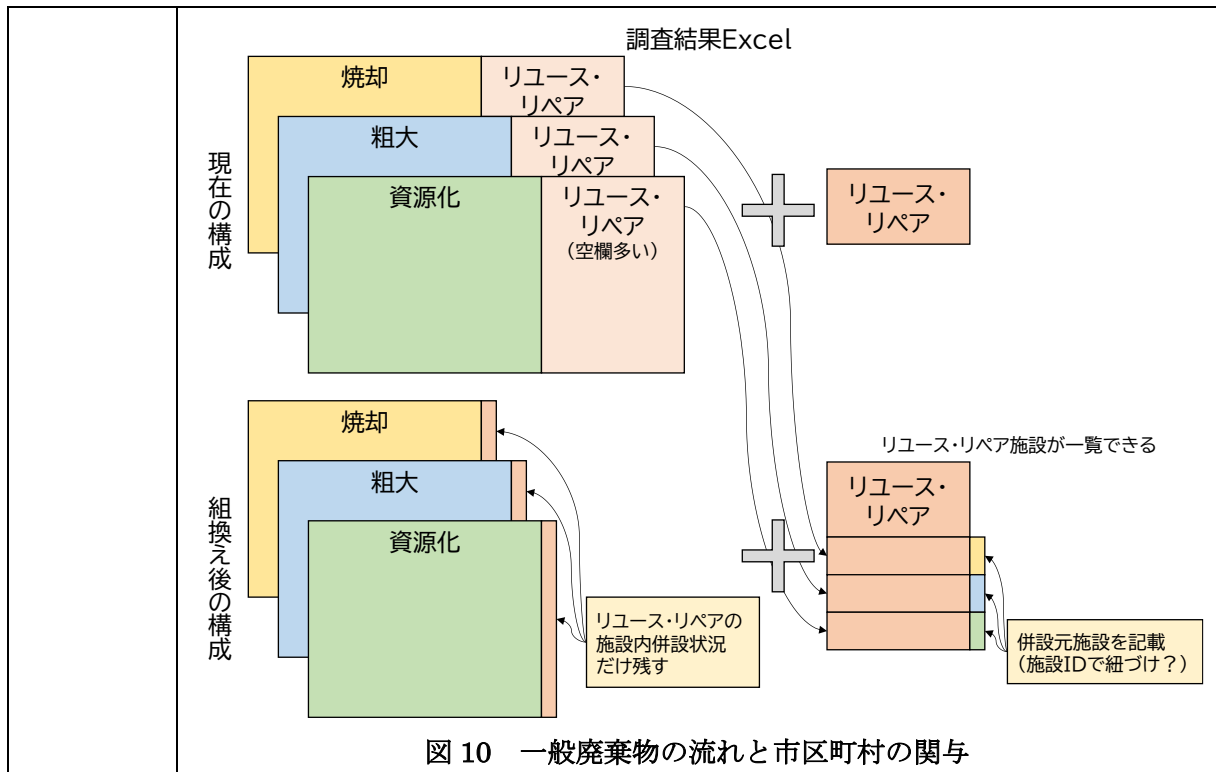 調査結果Excel
現在の構成
焼却
リユース・
リペア
粗大
リユース・
リペア
資源化
リユース・
リペア
(空欄多い)
リユース・
リペア
組換え後の構成
焼却
粗大
資源化
リユース・リペアの
施設内併設状況
だけ残す
リユース・リペア施設が一覧できる
リユース・
リペア
併設元施設を記載
(施設IDで紐づけ？)
図 10　一般廃棄物の流れと市区町村の関与